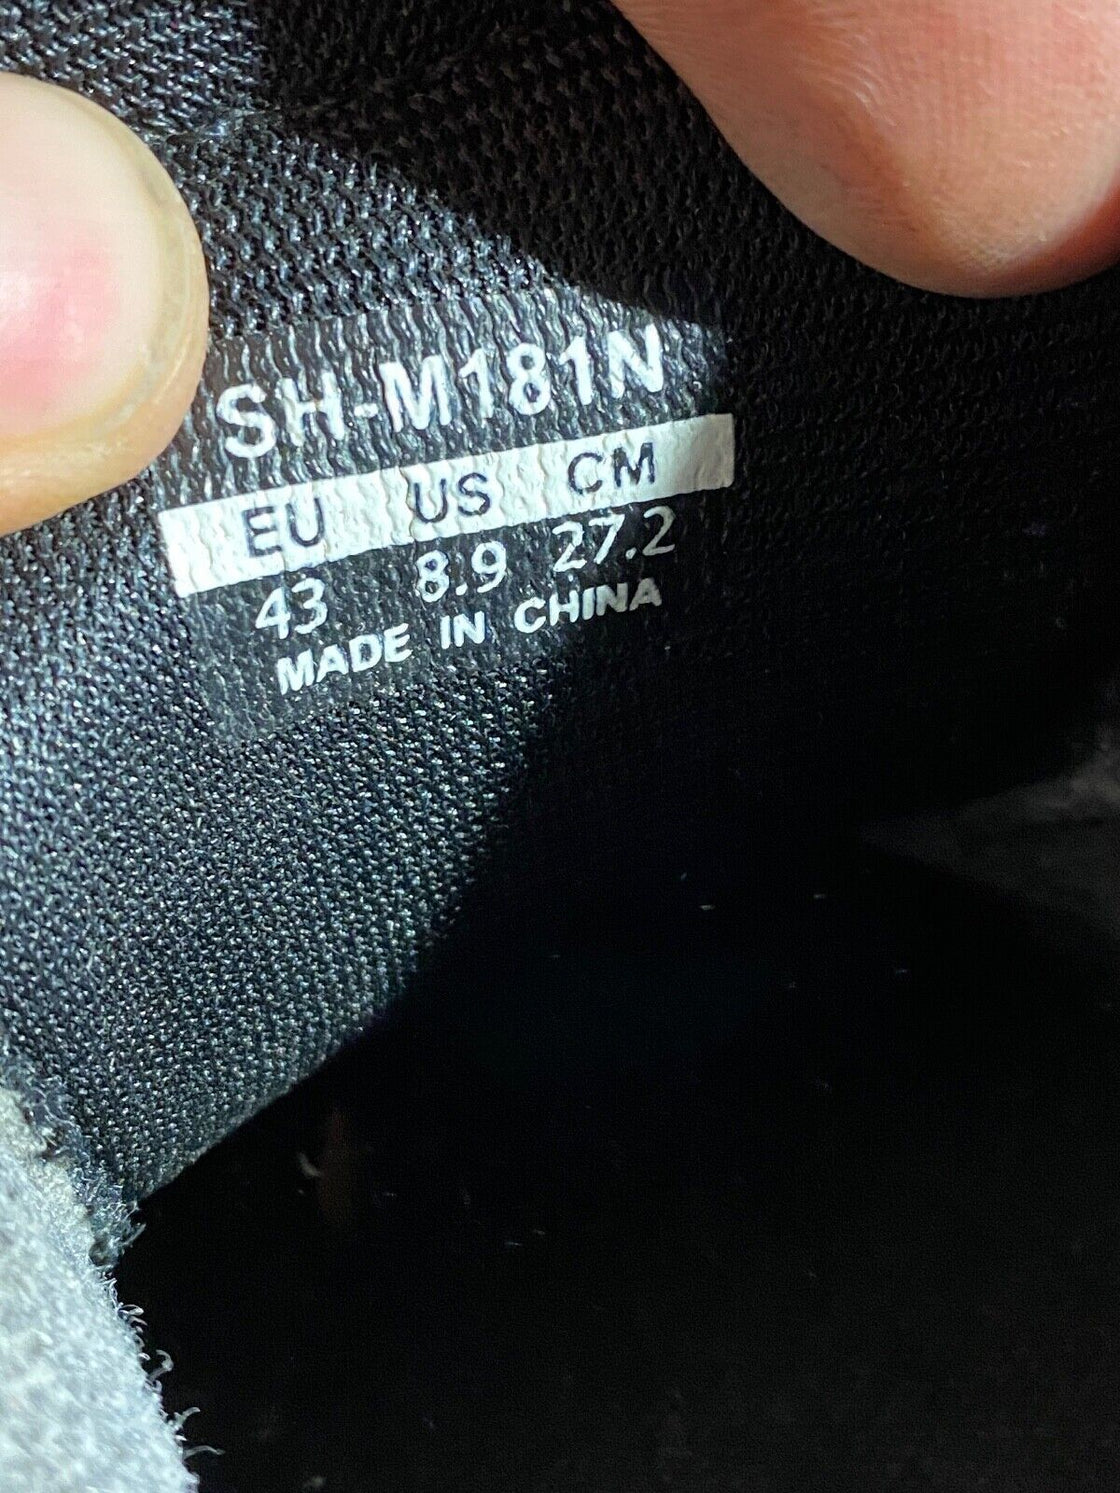 SH-M181N
EU US CM
43 8.9 27.2
MADE IN CHINA